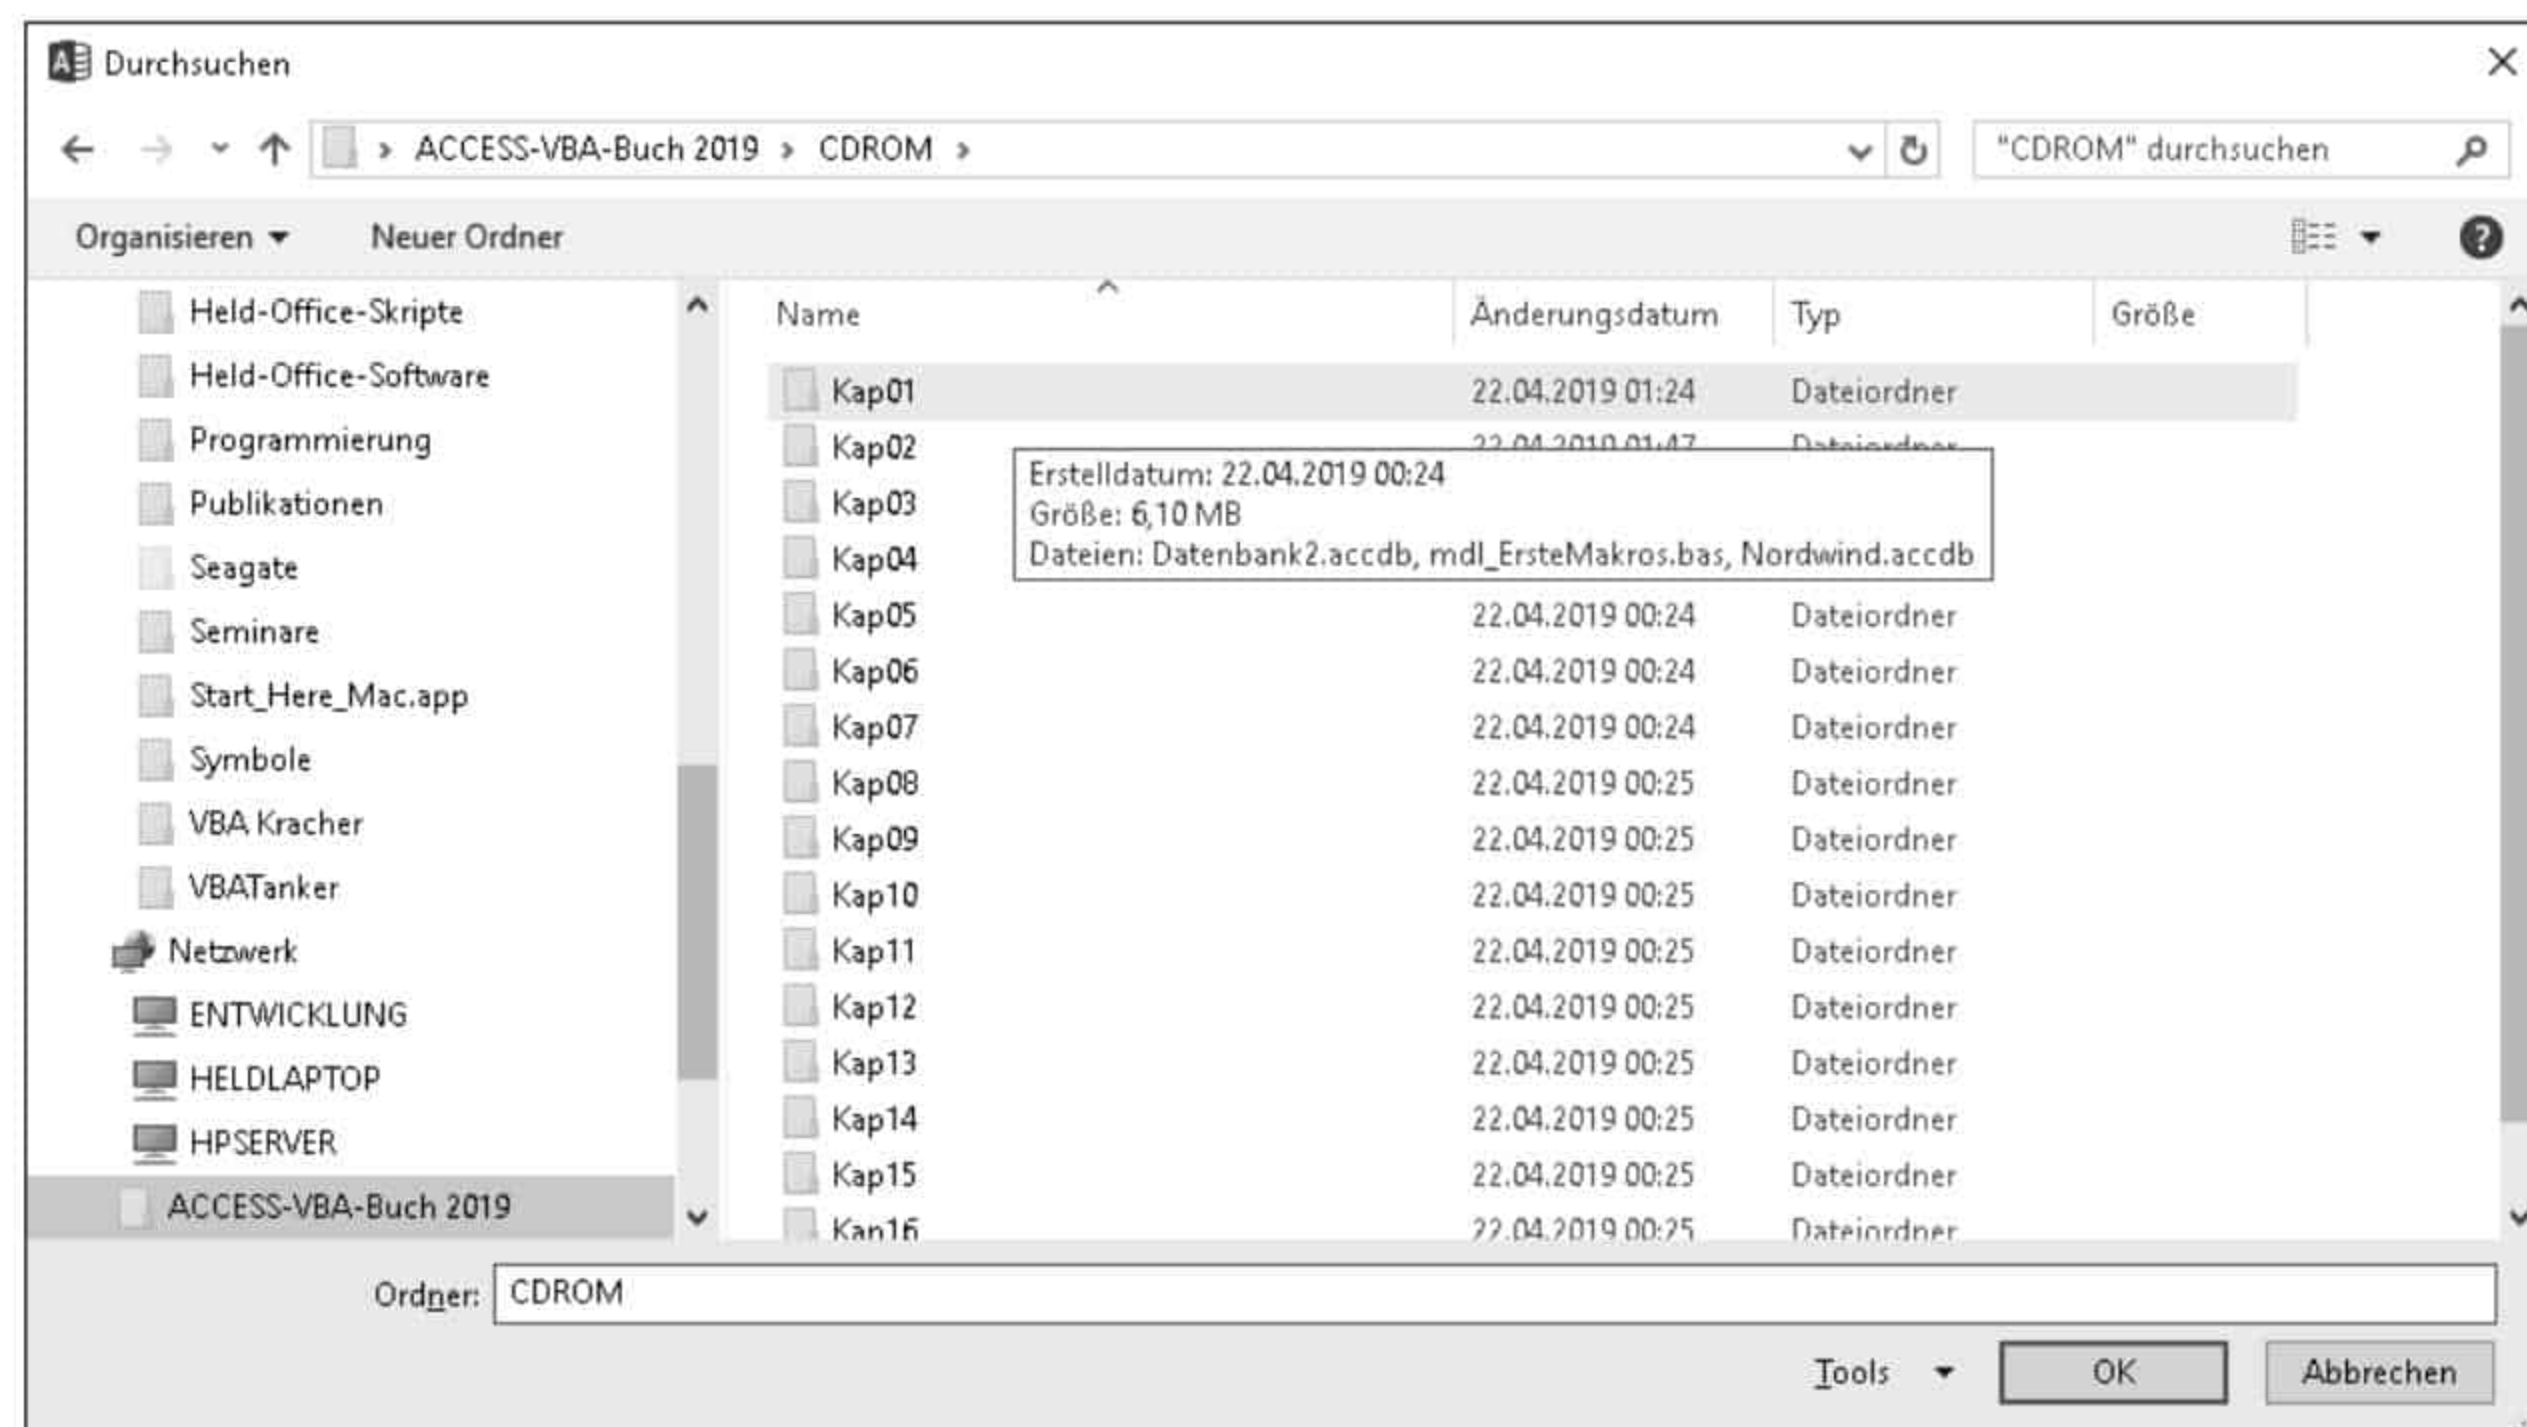 Durchsuchen
ACCESS-VBA-Buch 2019 › CDROM ›
"CDROM" durchsuchen
Organisieren
Neuer Ordner
Held-Office-Skripte
Held-Office-Software
Programmierung
Publikationen
Seagate
Seminare
Start_Here_Mac.app
Symbole
VBA Kracher
VBATanker
Netzwerk
ENTWICKLUNG
HELDLAPTOP
HPSERVER
ACCESS-VBA-Buch 2019
Name Änderungsdatum Typ Größe
Kap01 22.04.2019 01:24 Dateiordner
Kap02 22.04.2019 01:47 Dateiordner
Kap03
Kap04
Erstelldatum: 22.04.2019 00:24
Größe: 6,10 MB
Dateien: Datenbank2.accdb, mdl_ErsteMakros.bas, Nordwind.accdb
Kap05 22.04.2019 00:24 Dateiordner
Kap06 22.04.2019 00:24 Dateiordner
Kap07 22.04.2019 00:24 Dateiordner
Kap08 22.04.2019 00:25 Dateiordner
Kap09 22.04.2019 00:25 Dateiordner
Kap10 22.04.2019 00:25 Dateiordner
Kap11 22.04.2019 00:25 Dateiordner
Kap12 22.04.2019 00:25 Dateiordner
Kap13 22.04.2019 00:25 Dateiordner
Kap14 22.04.2019 00:25 Dateiordner
Kap15 22.04.2019 00:25 Dateiordner
Kap16 22.04.2019 00:25 Dateiordner
Ordner: CDROM
Tools OK Abbrechen